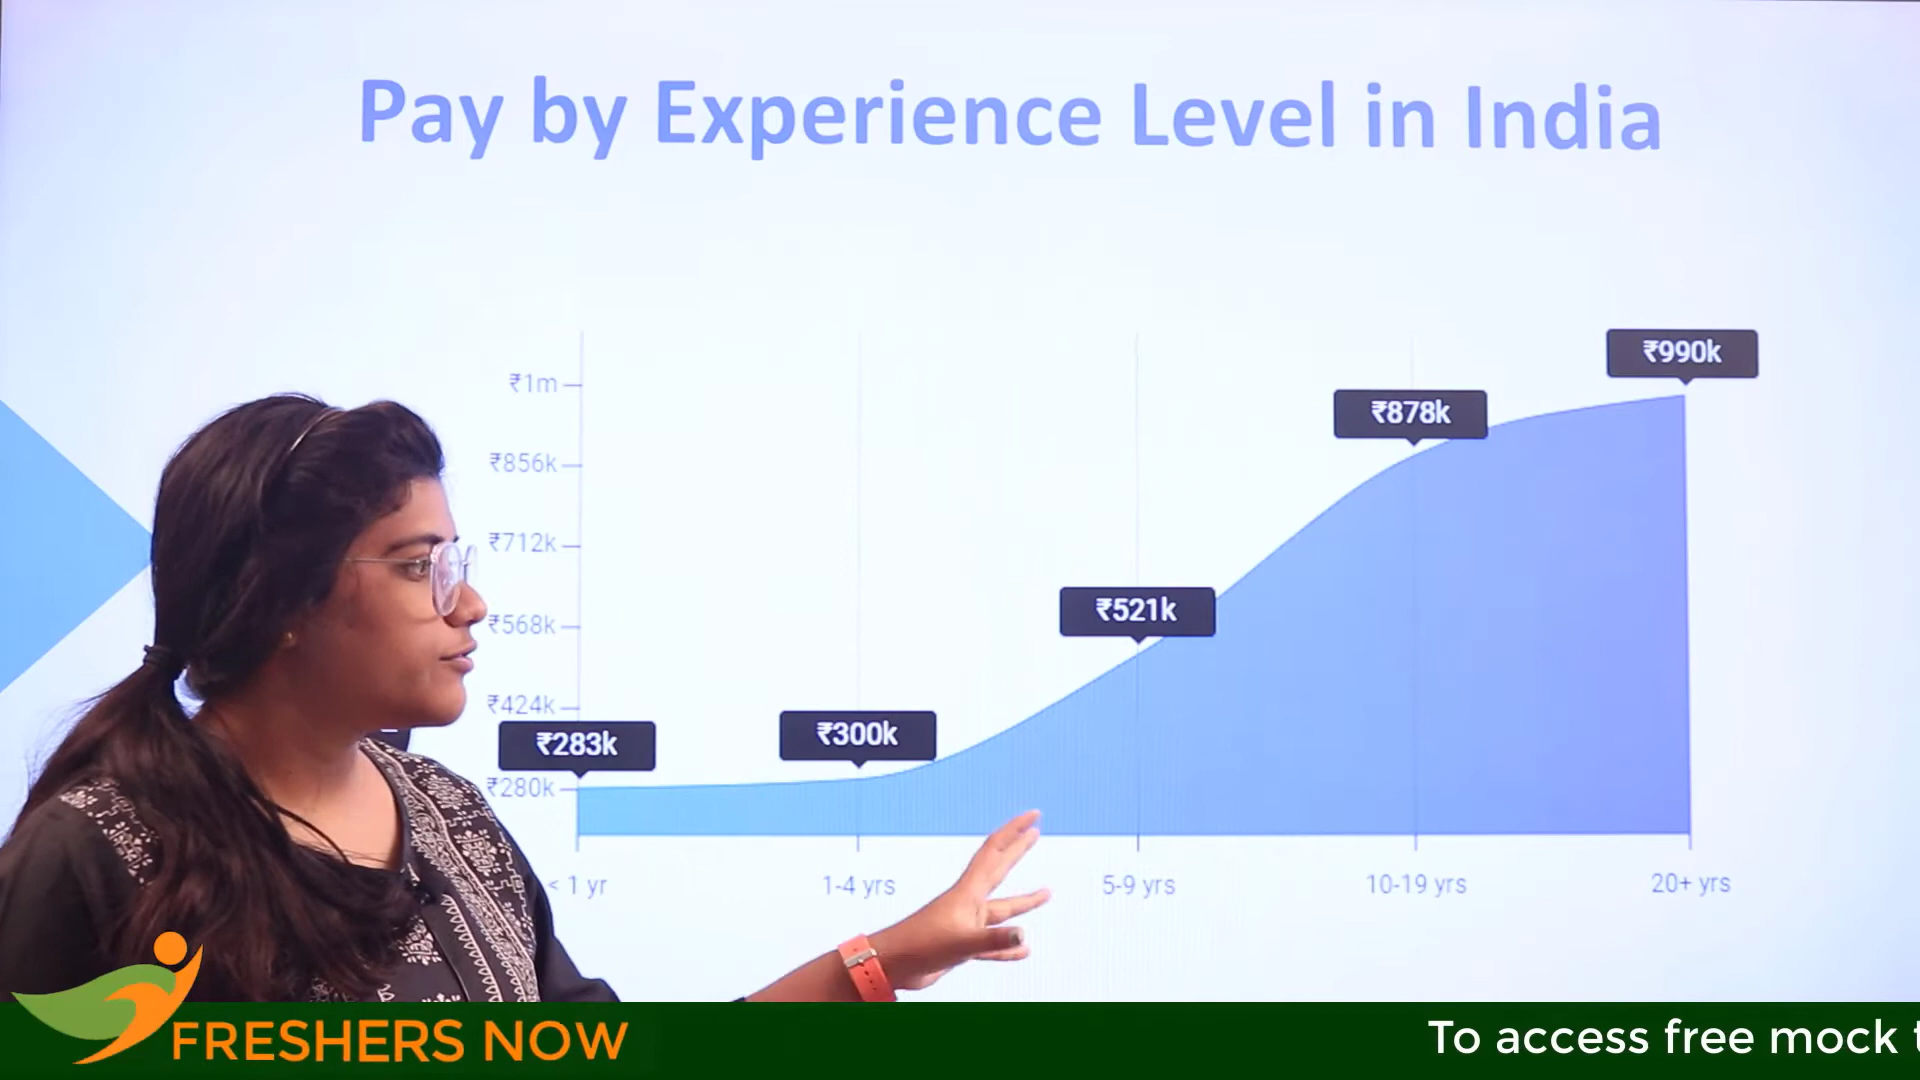 Pay by Experience Level in India
₹1m
₹856k
₹712k
₹568k
₹424k
₹280k
₹283k
₹300k
₹521k
₹878k
₹990k
< 1 yr
1-4 yrs
5-9 yrs
10-19 yrs
20+ yrs
FRESHERS NOW
To access free mock